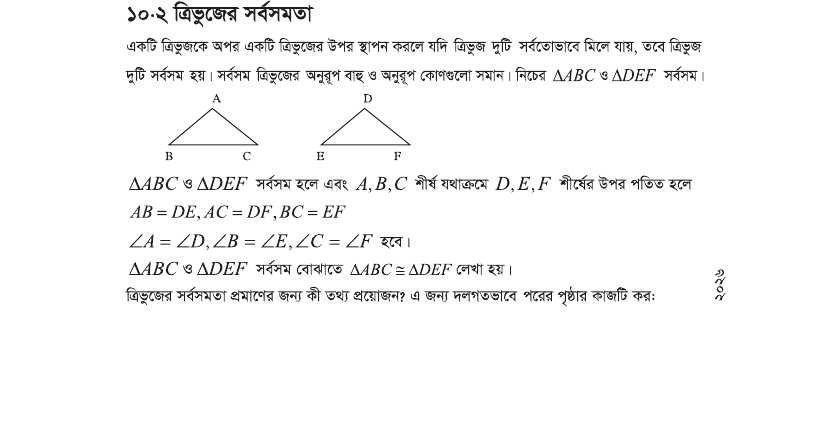 ১০·২ ত্রিভুজের সর্বসমতা
একটি ত্রিভুজকে অপর একটি ত্রিভুজের উপর স্থাপন করলে যদি ত্রিভুজ দুটি সর্বতোভাবে মিলে যায়, তবে ত্রিভুজ
দুটি সর্বসম হয়। সর্বসম ত্রিভুজের অনুরূপ বাহু ও অনুরূপ কোণগুলো সমান। নিচের ΔABC ও ΔDEF সর্বসম।
A D
B C E F
ΔABC ও ΔDEF সর্বসম হলে এবং A, B, C শীর্ষ যথাক্রমে D, E, F শীর্ষের উপর পতিত হলে
AB = DE, AC = DF, BC = EF
∠A = ∠D, ∠B = ∠E, ∠C = ∠F হবে।
ΔABC ও ΔDEF সর্বসম বোঝাতে ΔABC ≅ ΔDEF লেখা হয়।
ত্রিভুজের সর্বসমতা প্রমাণের জন্য কী তথ্য প্রয়োজন? এ জন্য দলগতভাবে পরের পৃষ্ঠার কাজটি কর:
২০২৬